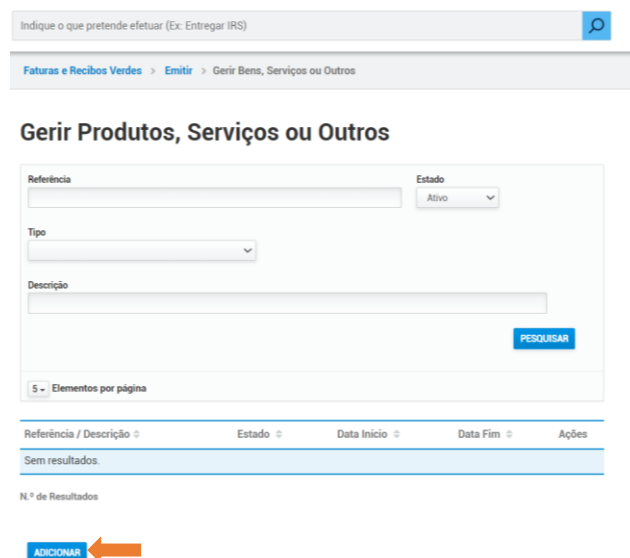 Indique o que pretende efetuar (Ex: Entregar IRS)
Faturas e Recibos Verdes > Emitir > Gerir Bens, Serviços ou Outros
Gerir Produtos, Serviços ou Outros
Referência Estado
Ativo
Tipo
Descrição
PESQUISAR
5 Elementos por página
Referência / Descrição Estado Data Inicio Data Fim Ações
Sem resultados.
N.º de Resultados
ADICIONAR